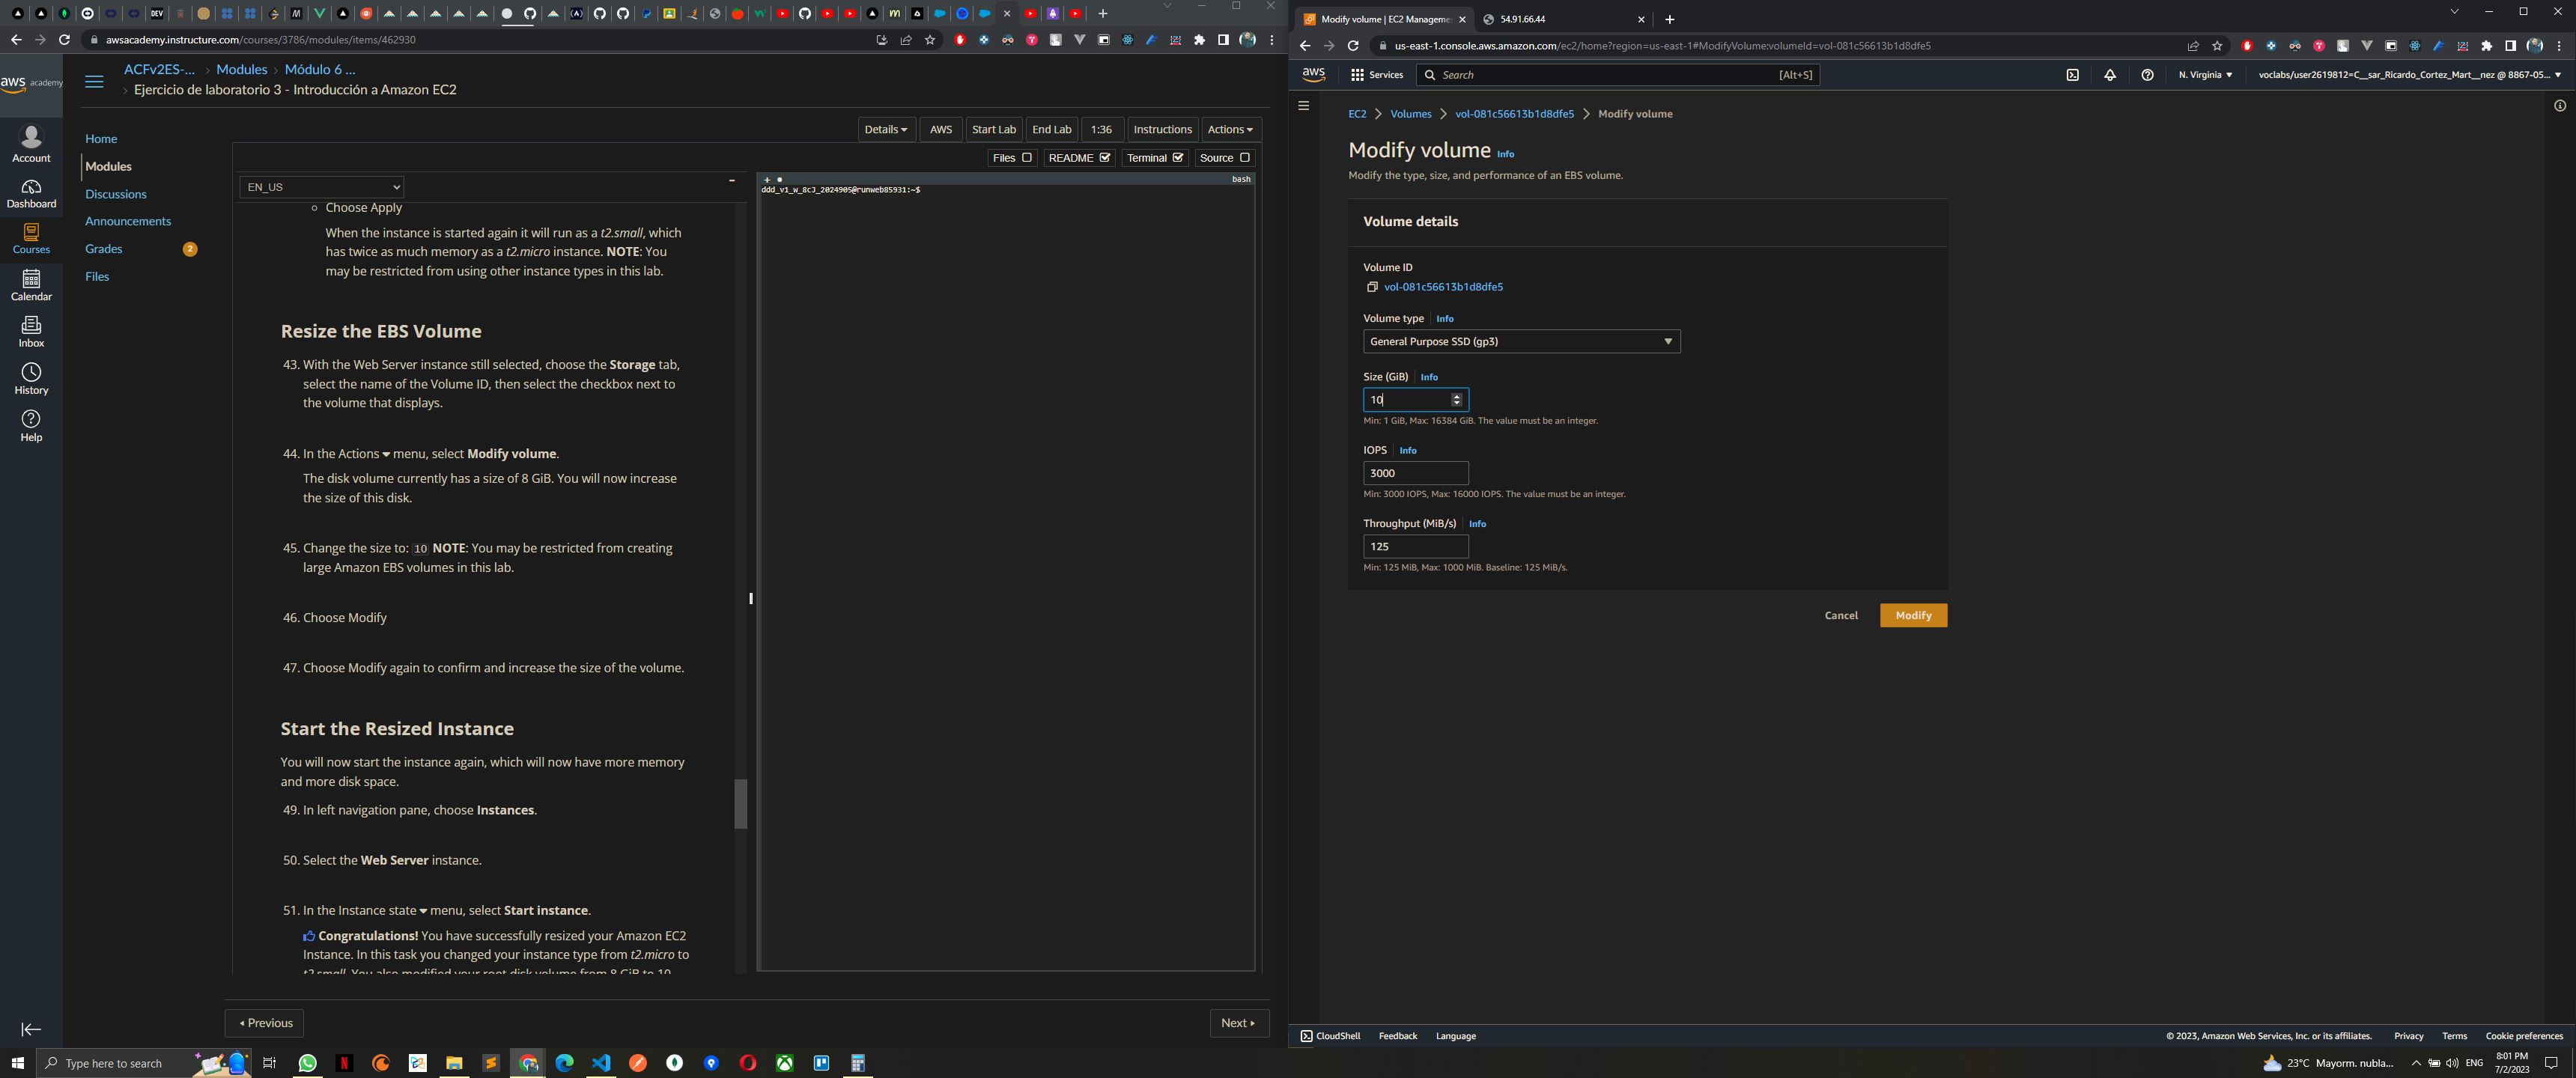 awsacademy.instructure.com/courses/3786/modules/items/462930
aws academy
Account
Dashboard
Courses
Calendar
Inbox
History
Help
ACFv2ES-... > Modules > Módulo 6 ...
> Ejercicio de laboratorio 3 - Introducción a Amazon EC2
Home
Modules
Discussions
Announcements
Grades 2
Files
Details AWS Start Lab End Lab 1:36 Instructions Actions
Files README Terminal Source
EN_US
Choose Apply
When the instance is started again it will run as a t2.small, which
has twice as much memory as a t2.micro instance. NOTE: You
may be restricted from using other instance types in this lab.
Resize the EBS Volume
43. With the Web Server instance still selected, choose the Storage tab,
select the name of the Volume ID, then select the checkbox next to
the volume that displays.
44. In the Actions menu, select Modify volume.
The disk volume currently has a size of 8 GiB. You will now increase
the size of this disk.
45. Change the size to: 10 NOTE: You may be restricted from creating
large Amazon EBS volumes in this lab.
46. Choose Modify
47. Choose Modify again to confirm and increase the size of the volume.
Start the Resized Instance
You will now start the instance again, which will now have more memory
and more disk space.
49. In left navigation pane, choose Instances.
50. Select the Web Server instance.
51. In the Instance state menu, select Start instance.
Congratulations! You have successfully resized your Amazon EC2
Instance. In this task you changed your instance type from t2.micro to
t2.small. You also modified your root disk volume from 8 GiB to 10
bash
ddd_v1_w_8cJ_2024905@runweb85931:~$
Previous
Next
Modify volume | EC2 Manageme
54.91.66.44
us-east-1.console.aws.amazon.com/ec2/home?region=us-east-1#ModifyVolume:volumeId=vol-081c56613b1d8dfe5
aws Services Search [Alt+S] N. Virginia voclabs/user2619812=C__sar_Ricardo_Cortez_Mart__nez @ 8867-05...
EC2 > Volumes > vol-081c56613b1d8dfe5 > Modify volume
Modify volume Info
Modify the type, size, and performance of an EBS volume.
Volume details
Volume ID
vol-081c56613b1d8dfe5
Volume type Info
General Purpose SSD (gp3)
Size (GiB) Info
10
Min: 1 GiB, Max: 16384 GiB. The value must be an integer.
IOPS Info
3000
Min: 3000 IOPS, Max: 16000 IOPS. The value must be an integer.
Throughput (MiB/s) Info
125
Min: 125 MiB, Max: 1000 MiB. Baseline: 125 MiB/s.
Cancel Modify
CloudShell Feedback Language © 2023, Amazon Web Services, Inc. or its affiliates. Privacy Terms Cookie preferences
Type here to search
23°C Mayorm. nubla... ENG
8:01 PM
7/2/2023